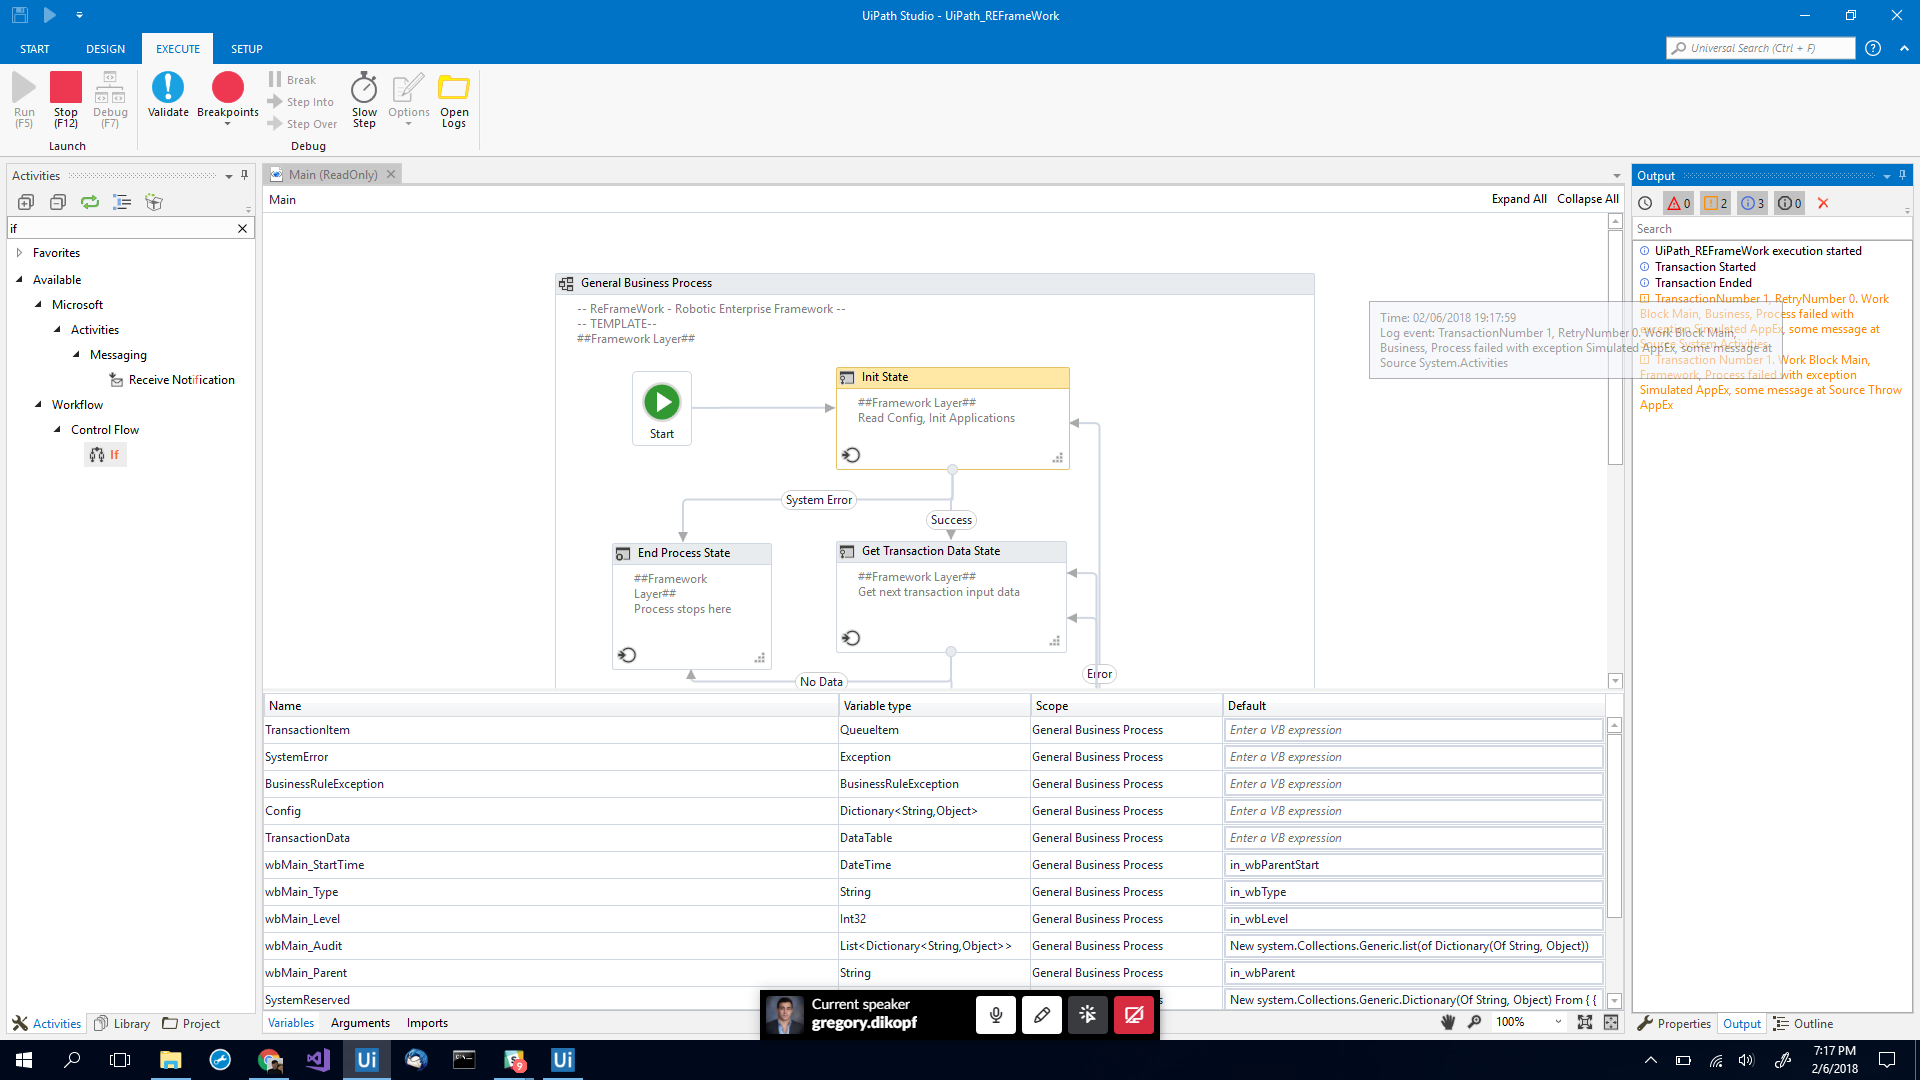 UiPath Studio - UiPath_REFrameWork
START
DESIGN
EXECUTE
SETUP
Universal Search (Ctrl + F)
Run
(F5)
Stop
(F12)
Debug
(F7)
Launch
Validate
Breakpoints
Break
Step Into
Step Over
Slow
Step
Options
Open
Logs
Debug
Activities
if
Favorites
Available
Microsoft
Activities
Messaging
Receive Notification
Workflow
Control Flow
If
Activities
Library
Project
Main (ReadOnly)
Main
Expand All
Collapse All
General Business Process
-- ReFrameWork - Robotic Enterprise Framework --
-- TEMPLATE--
##Framework Layer##
Start
Init State
##Framework Layer##
Read Config, Init Applications
System Error
Success
End Process State
##Framework
Layer##
Process stops here
Get Transaction Data State
##Framework Layer##
Get next transaction input data
No Data
Error
Time: 02/06/2018 19:17:59
Log event: TransactionNumber 1, RetryNumber 0. Work Block Main,
Business, Process failed with exception Simulated AppEx, some message at
Source System.Activities
Name Variable type Scope Default
TransactionItem QueueItem General Business Process Enter a VB expression
SystemError Exception General Business Process Enter a VB expression
BusinessRuleException BusinessRuleException General Business Process Enter a VB expression
Config Dictionary<String,Object> General Business Process Enter a VB expression
TransactionData DataTable General Business Process Enter a VB expression
wbMain_StartTime DateTime General Business Process in_wbParentStart
wbMain_Type String General Business Process in_wbType
wbMain_Level Int32 General Business Process in_wbLevel
wbMain_Audit List<Dictionary<String,Object>> General Business Process New system.Collections.Generic.list(of Dictionary(Of String, Object))
wbMain_Parent String General Business Process in_wbParent
SystemReserved New system.Collections.Generic.Dictionary(Of String, Object) From { {
Variables
Arguments
Imports
Current speaker
gregory.dikopf
100%
Output
0
2
3
0
Search
UiPath_REFrameWork execution started
Transaction Started
Transaction Ended
TransactionNumber 1, RetryNumber 0. Work
Block Main, Business, Process failed with
exception Simulated AppEx, some message at
Source System.Activities
Transaction Number 1. Work Block Main,
Framework, Process failed with exception
Simulated AppEx, some message at Source Throw
AppEx
Properties
Output
Outline
Ui
9
Ui
7:17 PM
2/6/2018